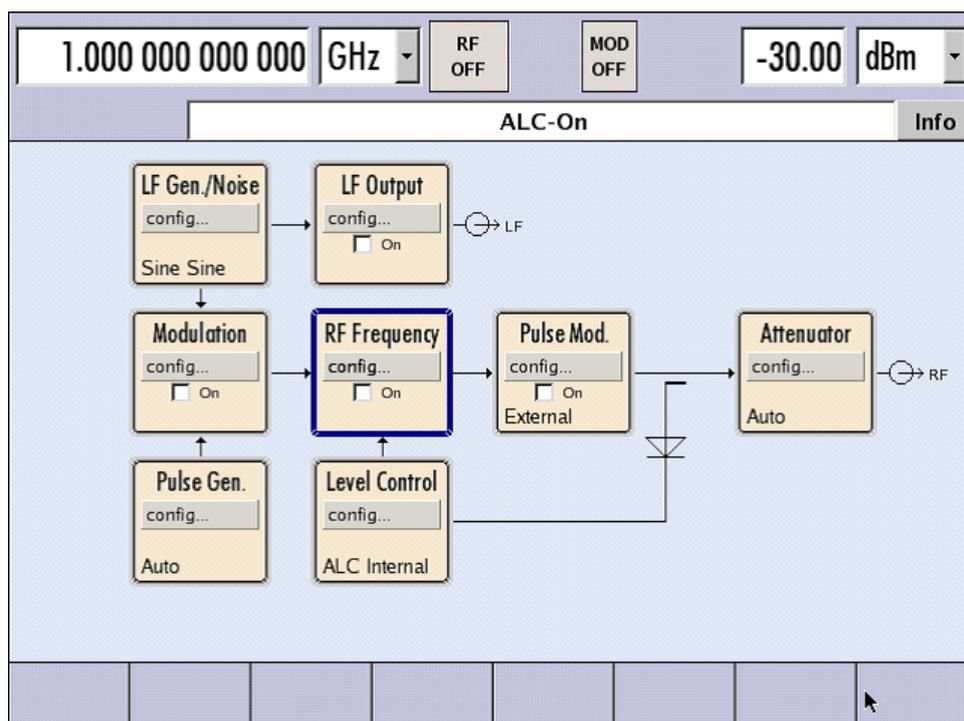 1.000 000 000 000 GHz RF OFF MOD OFF -30.00 dBm
ALC-On Info
LF Gen./Noise
config...
Sine Sine
LF Output
config...
On
LF
Modulation
config...
On
RF Frequency
config...
On
Pulse Mod.
config...
On
External
Attenuator
config...
Auto
RF
Pulse Gen.
config...
Auto
Level Control
config...
ALC Internal